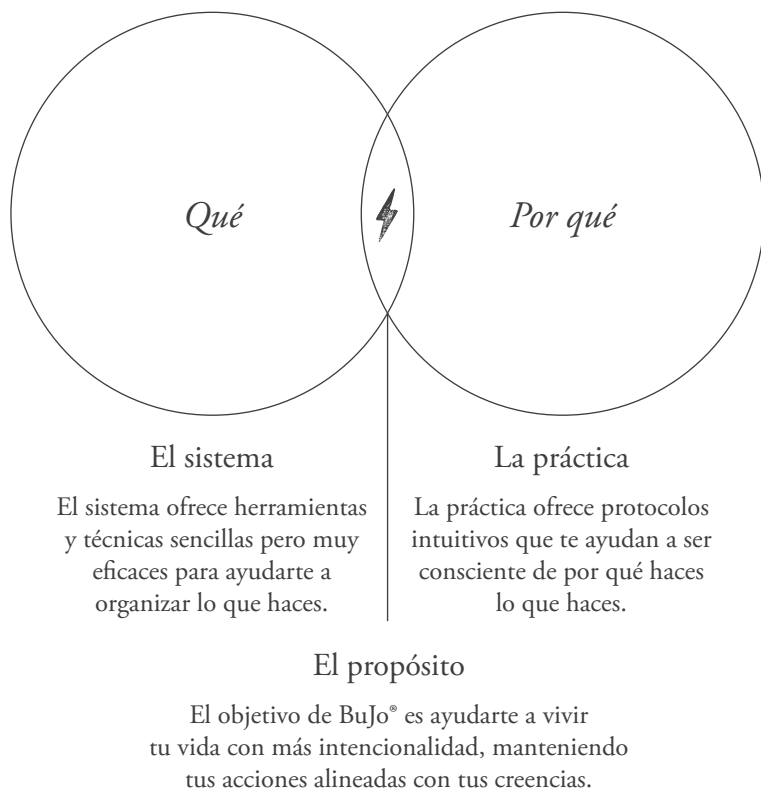 Qué
Por qué
El sistema
El sistema ofrece herramientas
y técnicas sencillas pero muy
eficaces para ayudarte a
organizar lo que haces.
La práctica
La práctica ofrece protocolos
intuitivos que te ayudan a ser
consciente de por qué haces
lo que haces.
El propósito
El objetivo de BuJo® es ayudarte a vivir
tu vida con más intencionalidad, manteniendo
tus acciones alineadas con tus creencias.